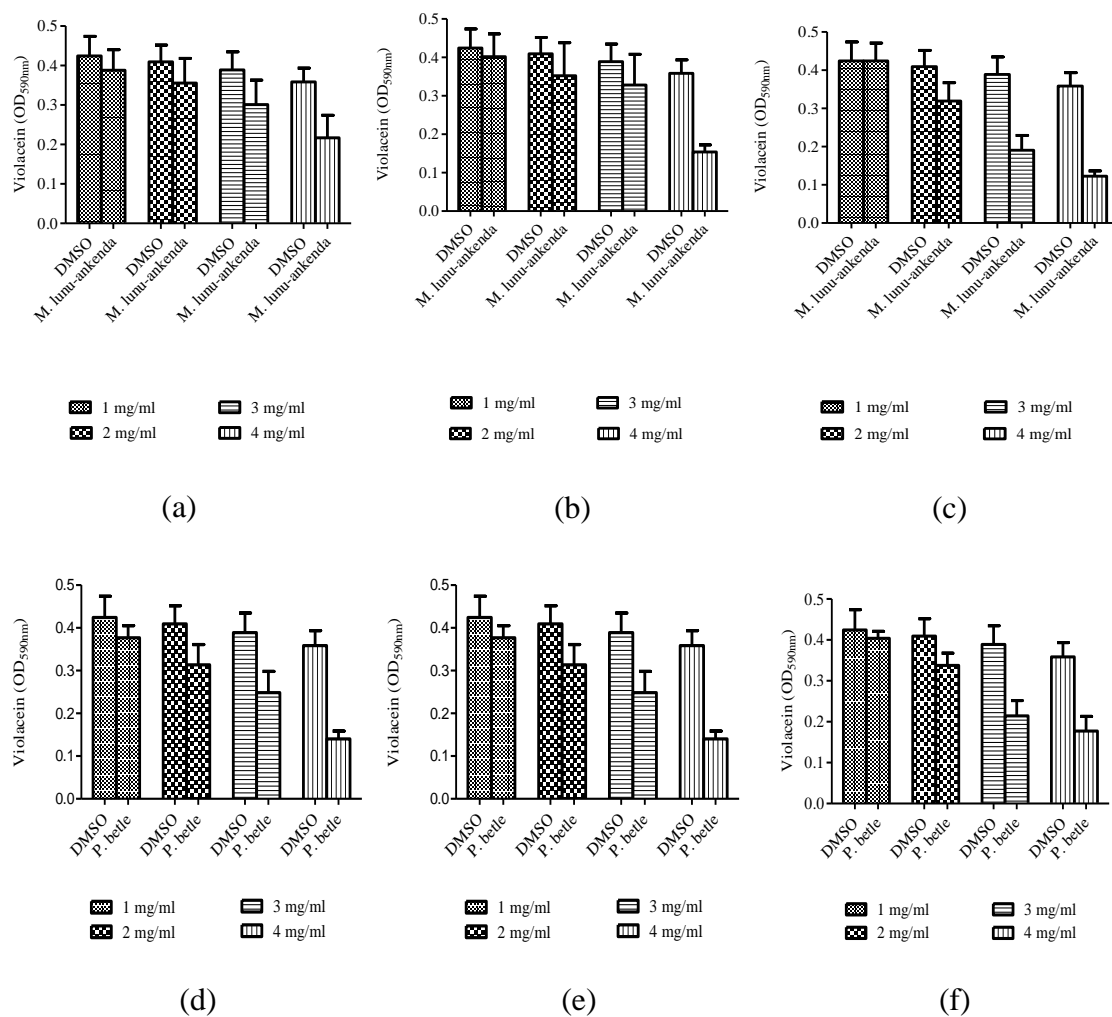 0.5
0.4
0.3
0.2
0.1
0.0
Violacein (OD590nm)
DMSO
M. lunu-ankenda
DMSO
M. lunu-ankenda
DMSO
M. lunu-ankenda
DMSO
M. lunu-ankenda
1 mg/ml
2 mg/ml
3 mg/ml
4 mg/ml
(a)
0.5
0.4
0.3
0.2
0.1
0.0
Violacein (OD590nm)
DMSO
M. lunu-ankenda
DMSO
M. lunu-ankenda
DMSO
M. lunu-ankenda
DMSO
M. lunu-ankenda
1 mg/ml
2 mg/ml
3 mg/ml
4 mg/ml
(b)
0.5
0.4
0.3
0.2
0.1
0.0
Violacein (OD590nm)
DMSO
M. lunu-ankenda
DMSO
M. lunu-ankenda
DMSO
M. lunu-ankenda
DMSO
M. lunu-ankenda
1 mg/ml
2 mg/ml
3 mg/ml
4 mg/ml
(c)
0.5
0.4
0.3
0.2
0.1
0.0
Violacein (OD590nm)
DMSO
P. betle
DMSO
P. betle
DMSO
P. betle
DMSO
P. betle
1 mg/ml
2 mg/ml
3 mg/ml
4 mg/ml
(d)
0.5
0.4
0.3
0.2
0.1
0.0
Violacein (OD590nm)
DMSO
P. betle
DMSO
P. betle
DMSO
P. betle
DMSO
P. betle
1 mg/ml
2 mg/ml
3 mg/ml
4 mg/ml
(e)
0.5
0.4
0.3
0.2
0.1
0.0
Violacein (OD590nm)
DMSO
P. betle
DMSO
P. betle
DMSO
P. betle
DMSO
P. betle
1 mg/ml
2 mg/ml
3 mg/ml
4 mg/ml
(f)